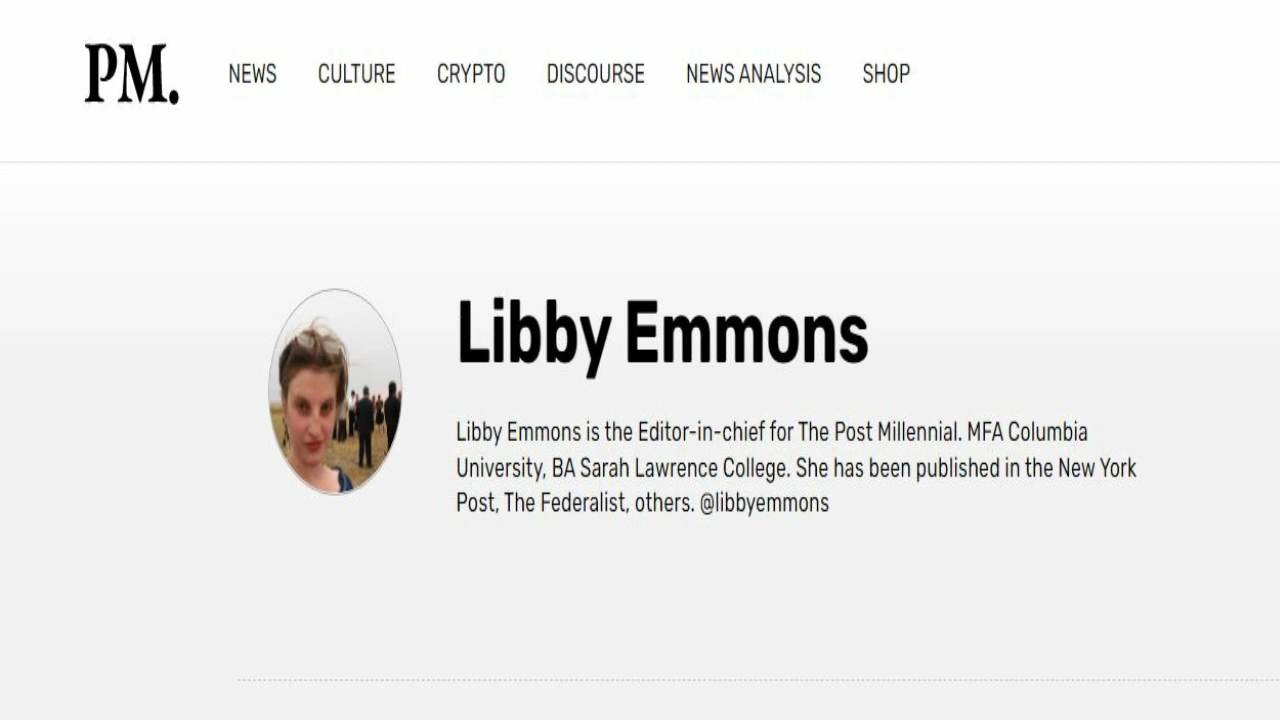 PM.
NEWS CULTURE CRYPTO DISCOURSE NEWS ANALYSIS SHOP
Libby Emmons
Libby Emmons is the Editor-in-chief for The Post Millennial. MFA Columbia
University, BA Sarah Lawrence College. She has been published in the New York
Post, The Federalist, others. @libbyemmons